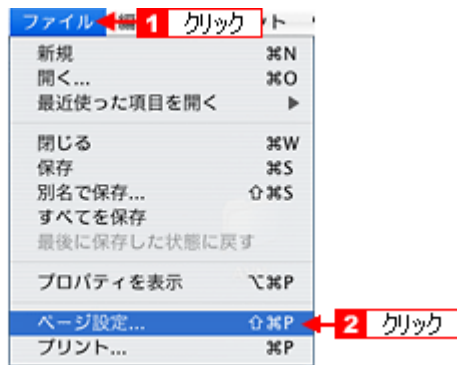 ファイル 1 クリック ット
新規 ⌘N
開く... ⌘O
最近使った項目を開く ▶
閉じる ⌘W
保存 ⌘S
別名で保存... ⇧⌘S
すべてを保存
最後に保存した状態に戻す
プロパティを表示 ⌥⌘P
ページ設定... ⇧⌘P 2 クリック
プリント... ⌘P